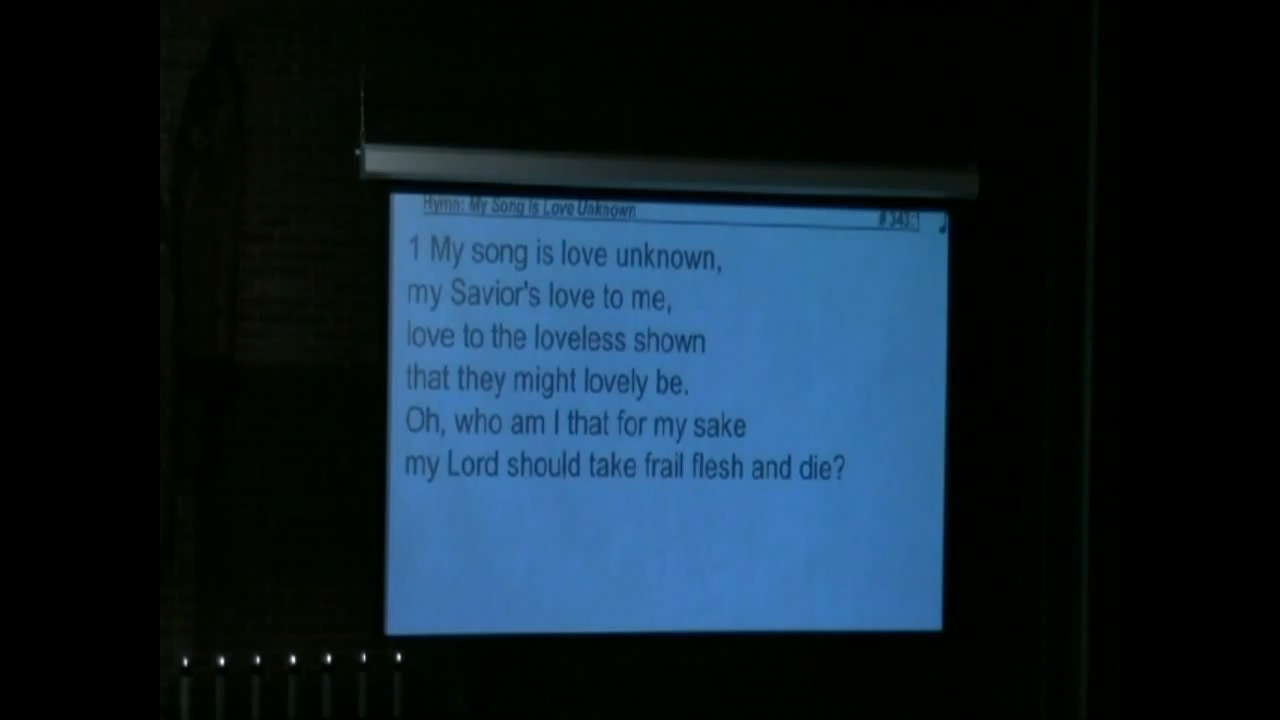 Hymn: My Song Is Love Unknown # 343:1
1 My song is love unknown,
my Savior's love to me,
love to the loveless shown
that they might lovely be.
Oh, who am I that for my sake
my Lord should take frail flesh and die?